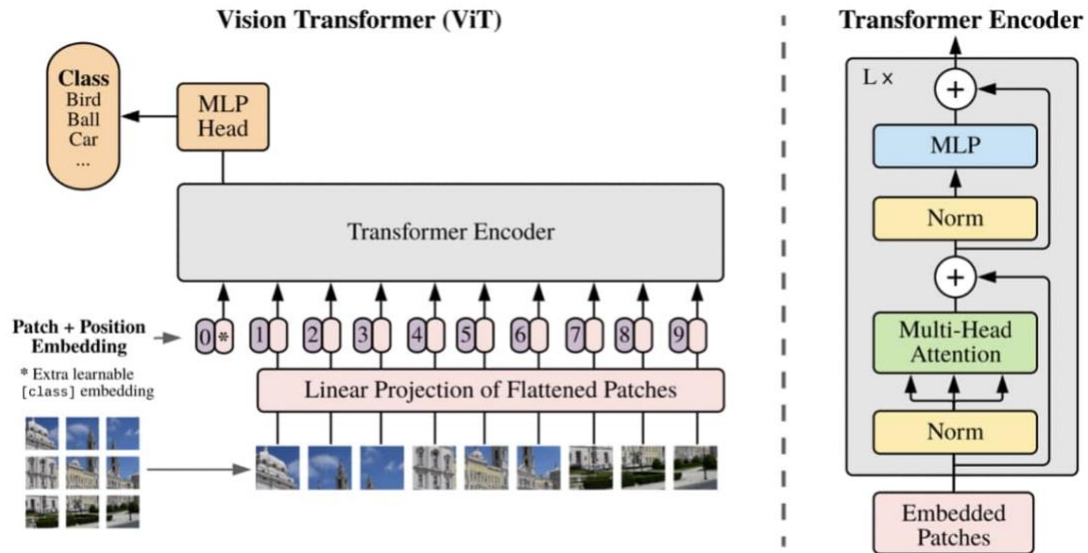 Vision Transformer (ViT)
Class
Bird
Ball
Car
...
MLP
Head
Transformer Encoder
Patch + Position
Embedding
* Extra learnable
[class] embedding
0 * 1 2 3 4 5 6 7 8 9
Linear Projection of Flattened Patches
Transformer Encoder
L ×
+
MLP
Norm
+
Multi-Head
Attention
Norm
Embedded
Patches